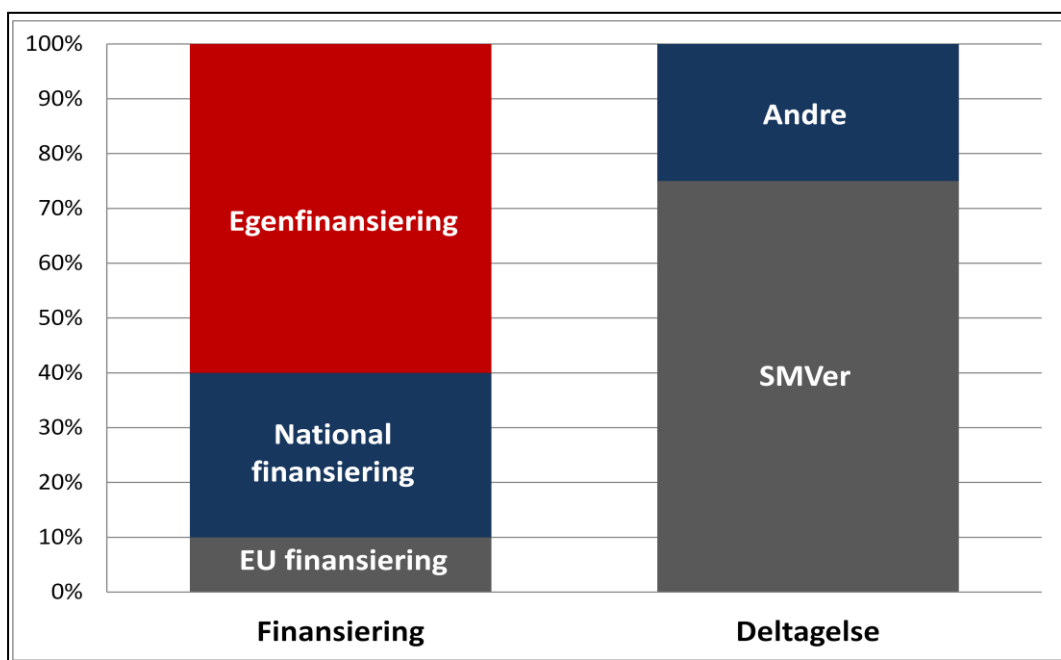 100%
90%
80%
70%
60%
50%
40%
30%
20%
10%
0%
Egenfinansiering
National
finansiering
EU finansiering
Andre
SMVer
Finansiering
Deltagelse